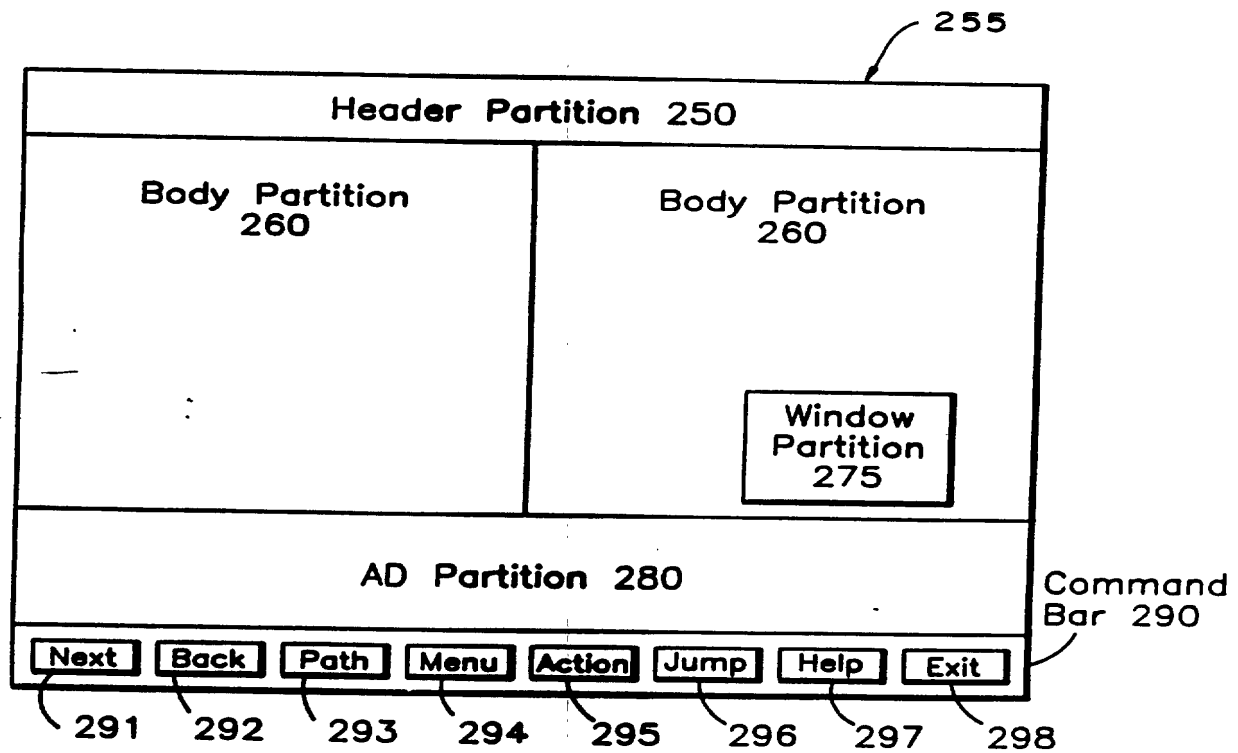 255
Header Partition 250
Body Partition
260
Body Partition
260
Window
Partition
275
AD Partition 280
Command
Bar 290
Next Back Path Menu Action Jump Help Exit
291 292 293 294 295 296 297 298